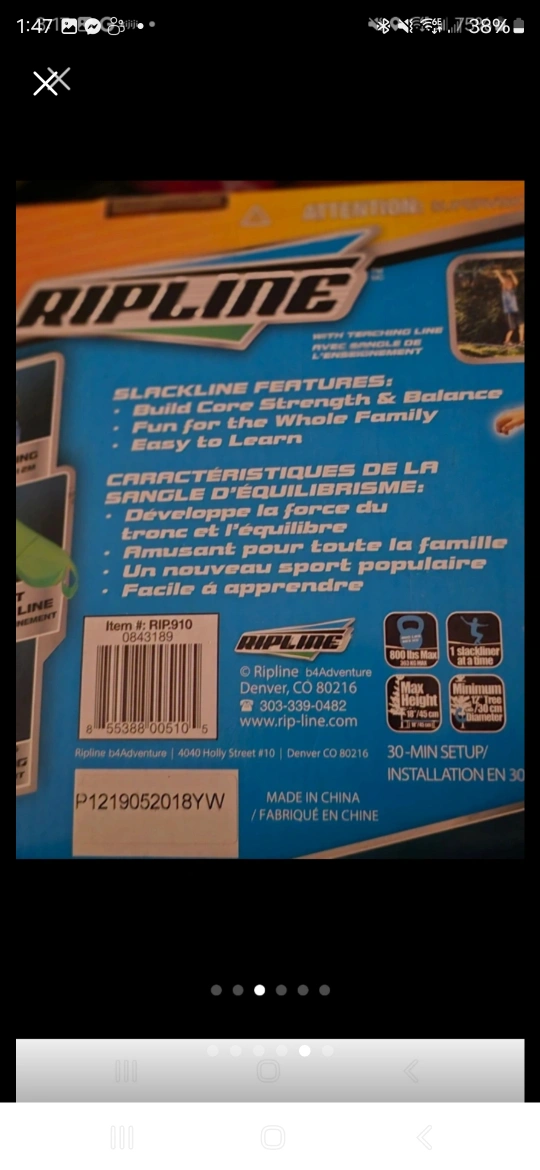 1:47
38%
ATTENTION:
RIPLINE
WITH TEACHING LINE
AVEC SANGLE DE
L'ENSEIGNEMENT
SLACKLINE FEATURES:
• Build Core Strength & Balance
• Fun for the Whole Family
• Easy to Learn
CARACTÉRISTIQUES DE LA
SANGLE D'ÉQUILIBRISME:
• Développe la force du
tronc et l'équilibre
• Amusant pour toute la famille
• Un nouveau sport populaire
• Facile á apprendre
LINE
Item #: RIP.910
0843189
8 55388 00510 5
RIPLINE
© Ripline b4Adventure
Denver, CO 80216
☎ 303-339-0482
www.rip-line.com
800 lbs Max
1 slackliner
at a time
Max
Height
18"/45 cm
Minimum
12" Tree
/30 cm
Diameter
Ripline b4Adventure | 4040 Holly Street #10 | Denver CO 80216
30-MIN SETUP/
INSTALLATION EN 30
P1219052018YW
MADE IN CHINA
/ FABRIQUÉ EN CHINE